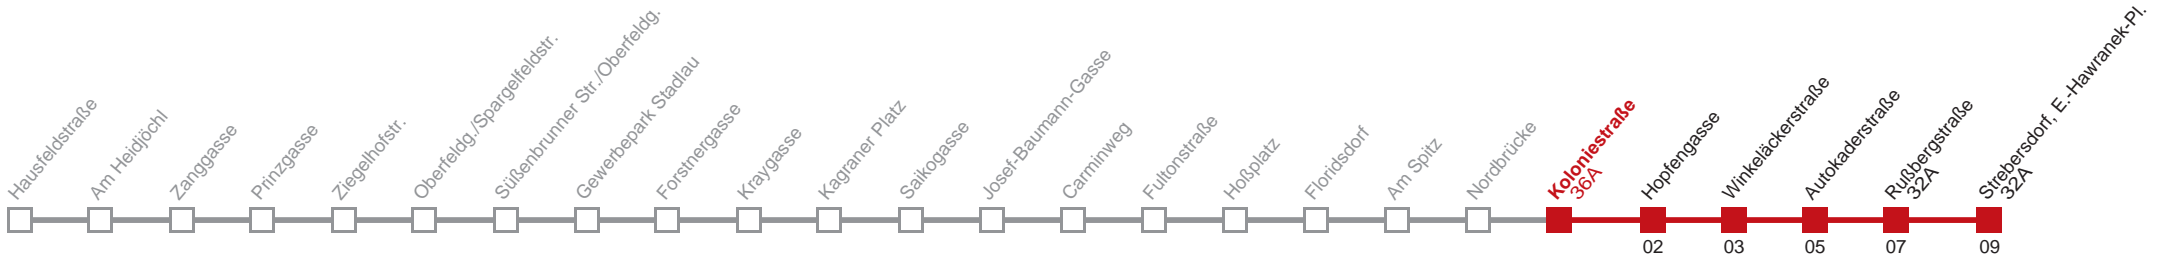 Hausfeldstraße
Am Heidjöchl
Zanggasse
Prinzgasse
Ziegelhofstr.
Oberfeldg./Spargelfeldstr.
Süßenbrunner Str./Oberfeldg.
Gewerbepark Stadlau
Forstnergasse
Kraygasse
Kagraner Platz
Saikogasse
Josef-Baumann-Gasse
Carminweg
Fultonstraße
Hoßplatz
Floridsdorf
Am Spitz
Nordbrücke
Koloniestraße
36A
Hopfengasse
Winkeläckerstraße
Autokaderstraße
Rußbergstraße
32A
Strebersdorf, E.-Hawranek-Pl.
32A
02
03
05
07
09